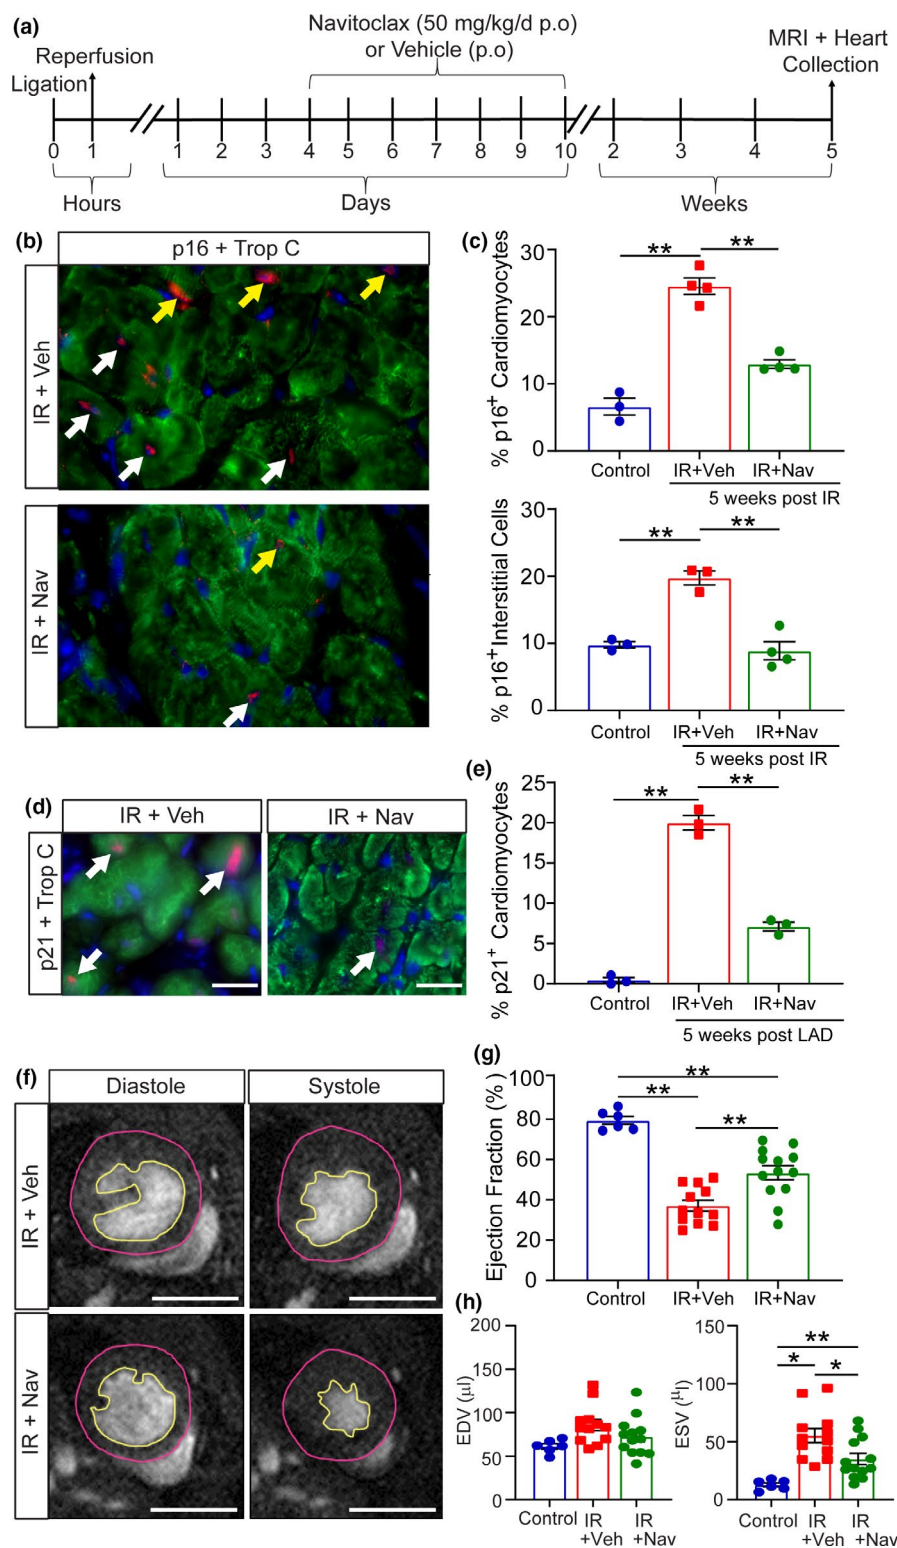 (a)
Navitoclax (50 mg/kg/d p.o)
or Vehicle (p.o)
MRI + Heart
Collection
Reperfusion
Ligation
0 1 1 2 3 4 5 6 7 8 9 10 2 3 4 5
Hours Days Weeks
(b)
p16 + Trop C
IR + Veh
IR + Nav
(c)
% p16+ Cardiomyocytes
30
20
10
0
Control IR+Veh IR+Nav
5 weeks post IR
** **
% p16+ Interstitial Cells
30
20
10
0
Control IR+Veh IR+Nav
5 weeks post IR
** **
(d)
IR + Veh IR + Nav
p21 + Trop C
(e)
% p21+ Cardiomyocytes
25
20
15
5
0
Control IR+Veh IR+Nav
5 weeks post LAD
** **
(f)
Diastole Systole
IR + Veh
IR + Nav
(g)
Ejection Fraction (%)
100
80
60
40
20
0
Control IR+Veh IR+Nav
**
** **
(h)
EDV (µl)
200
150
100
50
0
Control IR +Veh IR +Nav
ESV (µl)
150
100
50
0
Control IR +Veh IR +Nav
**
* *